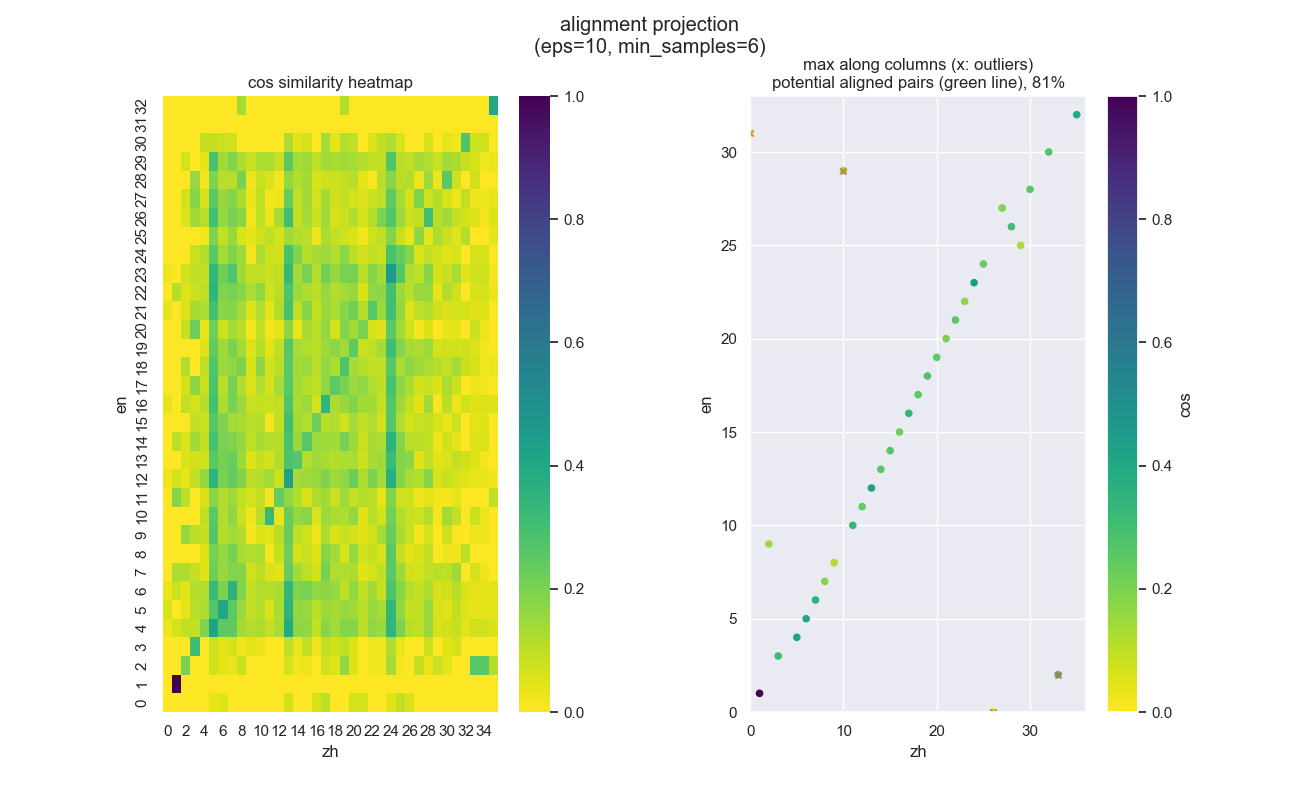 alignment projection
(eps=10, min_samples=6)
cos similarity heatmap
max along columns (x: outliers)
potential aligned pairs (green line), 81%
en
0 1 2 3 4 5 6 7 8 9 10 11 12 13 14 15 16 17 18 19 20 21 22 23 24 25 26 27 28 29 30 31 32
0 2 4 6 8 10 12 14 16 18 20 22 24 26 28 30 32 34
zh
1.0
0.8
0.6
0.4
0.2
0.0
en
30
25
20
15
10
5
0
0 10 20 30
zh
1.0
0.8
0.6
0.4
0.2
0.0
cos